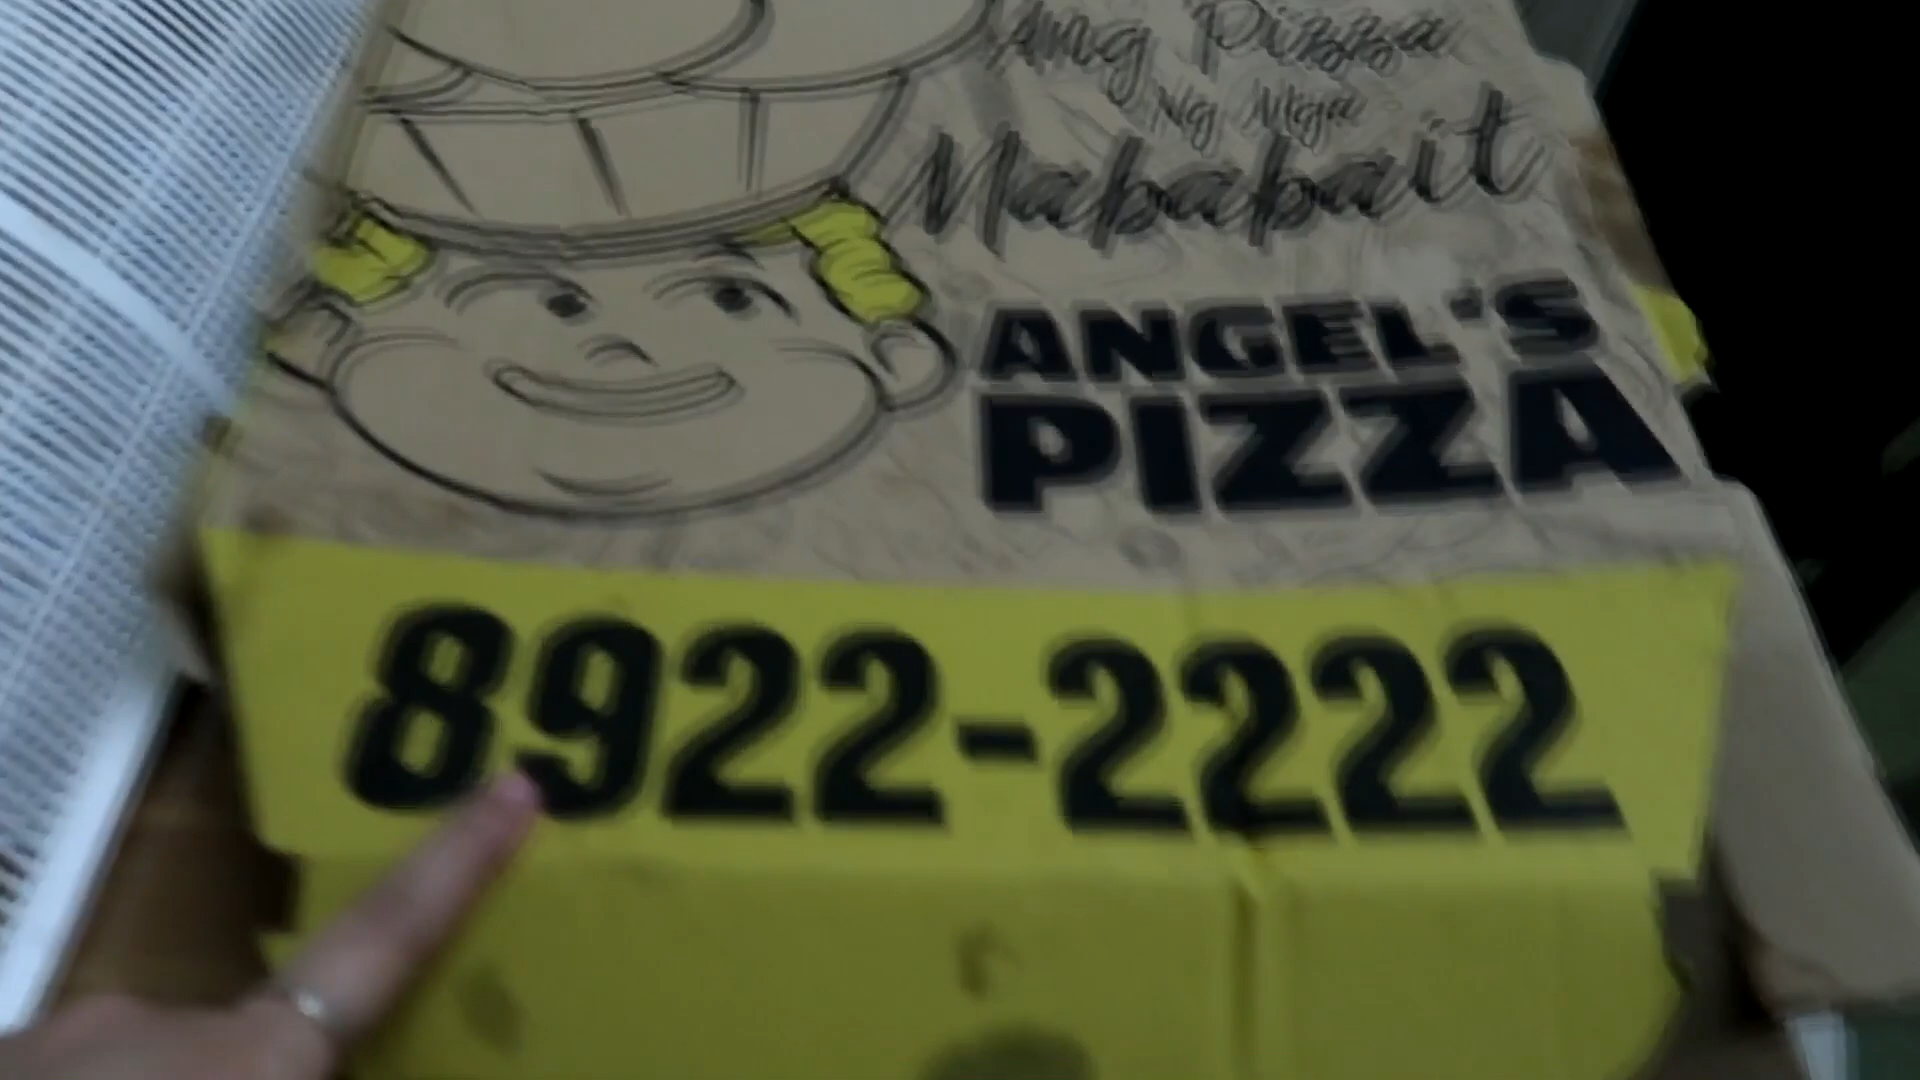 Ang Pizza
Ng Mga
Mababait
ANGEL'S
PIZZA
8922-2222